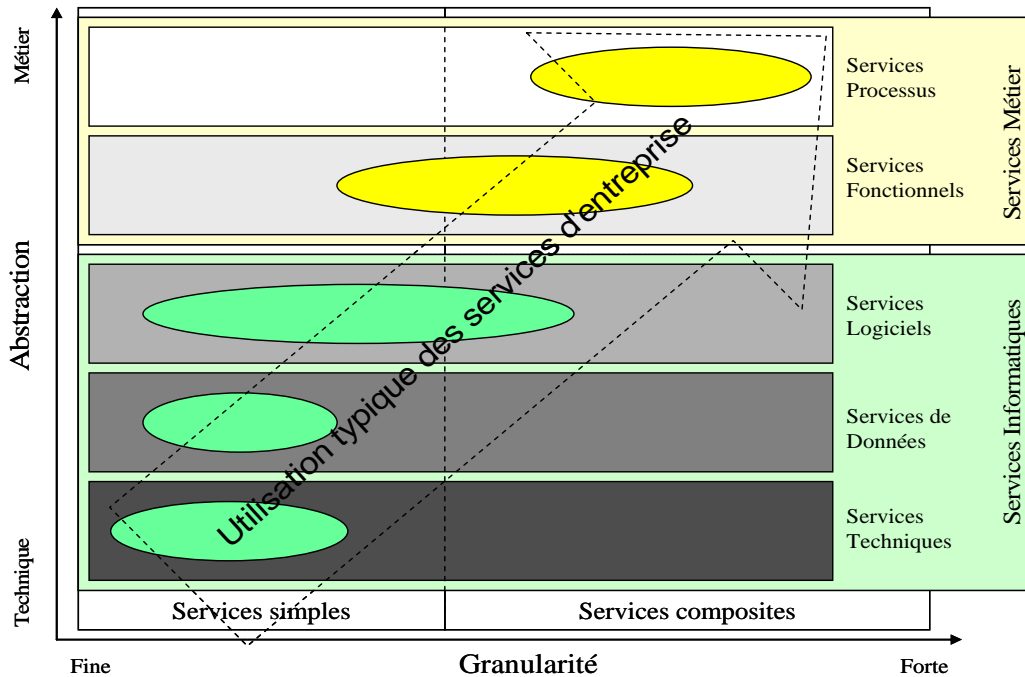 Métier
Abstraction
Technique
Services
Processus
Services
Fonctionnels
Services
Logiciels
Services de
Données
Services
Techniques
Services Métier
Services Informatiques
Utilisation typique des services d'entreprise
Services simples
Services composites
Fine
Granularité
Forte